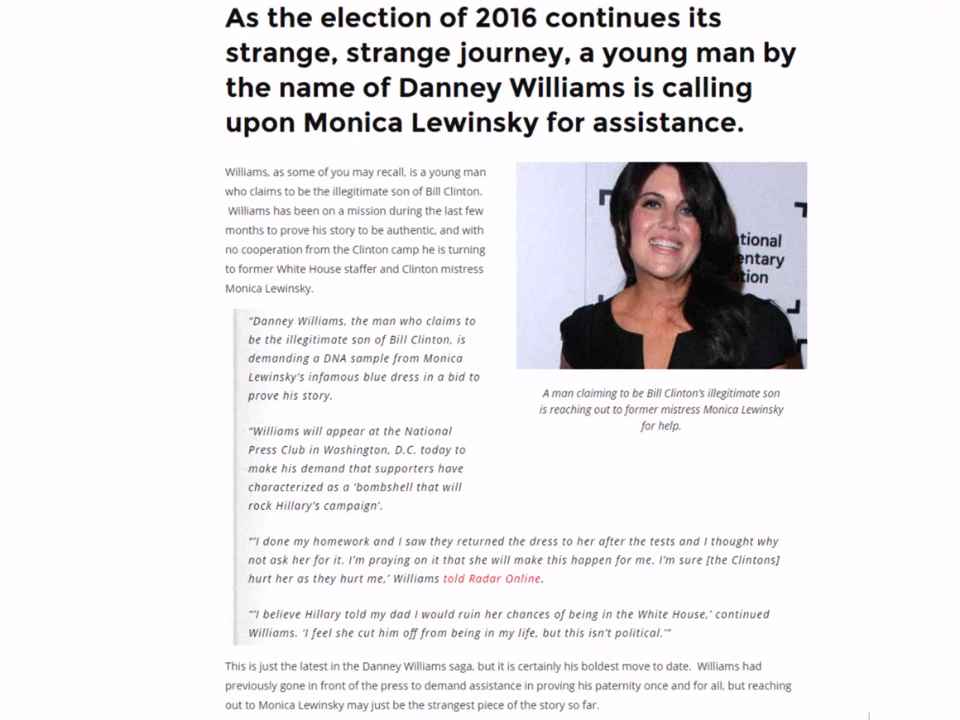 As the election of 2016 continues its
strange, strange journey, a young man by
the name of Danney Williams is calling
upon Monica Lewinsky for assistance.
Williams, as some of you may recall, is a young man
who claims to be the illegitimate son of Bill Clinton.
Williams has been on a mission during the last few
months to prove his story to be authentic, and with
no cooperation from the Clinton camp he is turning
to former White House staffer and Clinton mistress
Monica Lewinsky.
"Danney Williams, the man who claims to
be the illegitimate son of Bill Clinton, is
demanding a DNA sample from Monica
Lewinsky's infamous blue dress in a bid to
prove his story.
"Williams will appear at the National
Press Club in Washington, D.C. today to
make his demand that supporters have
characterized as a 'bombshell that will
rock Hillary's campaign'.
tional
entary
ation
A man claiming to be Bill Clinton's illegitimate son
is reaching out to former mistress Monica Lewinsky
for help.
"'I done my homework and I saw they returned the dress to her after the tests and I thought why
not ask her for it. I'm praying on it that she will make this happen for me. I'm sure [the Clintons]
hurt her as they hurt me,' Williams told Radar Online.
"'I believe Hillary told my dad I would ruin her chances of being in the White House,' continued
Williams. 'I feel she cut him off from being in my life, but this isn't political.'"
This is just the latest in the Danney Williams saga, but it is certainly his boldest move to date.  Williams had
previously gone in front of the press to demand assistance in proving his paternity once and for all, but reaching
out to Monica Lewinsky may just be the strangest piece of the story so far.